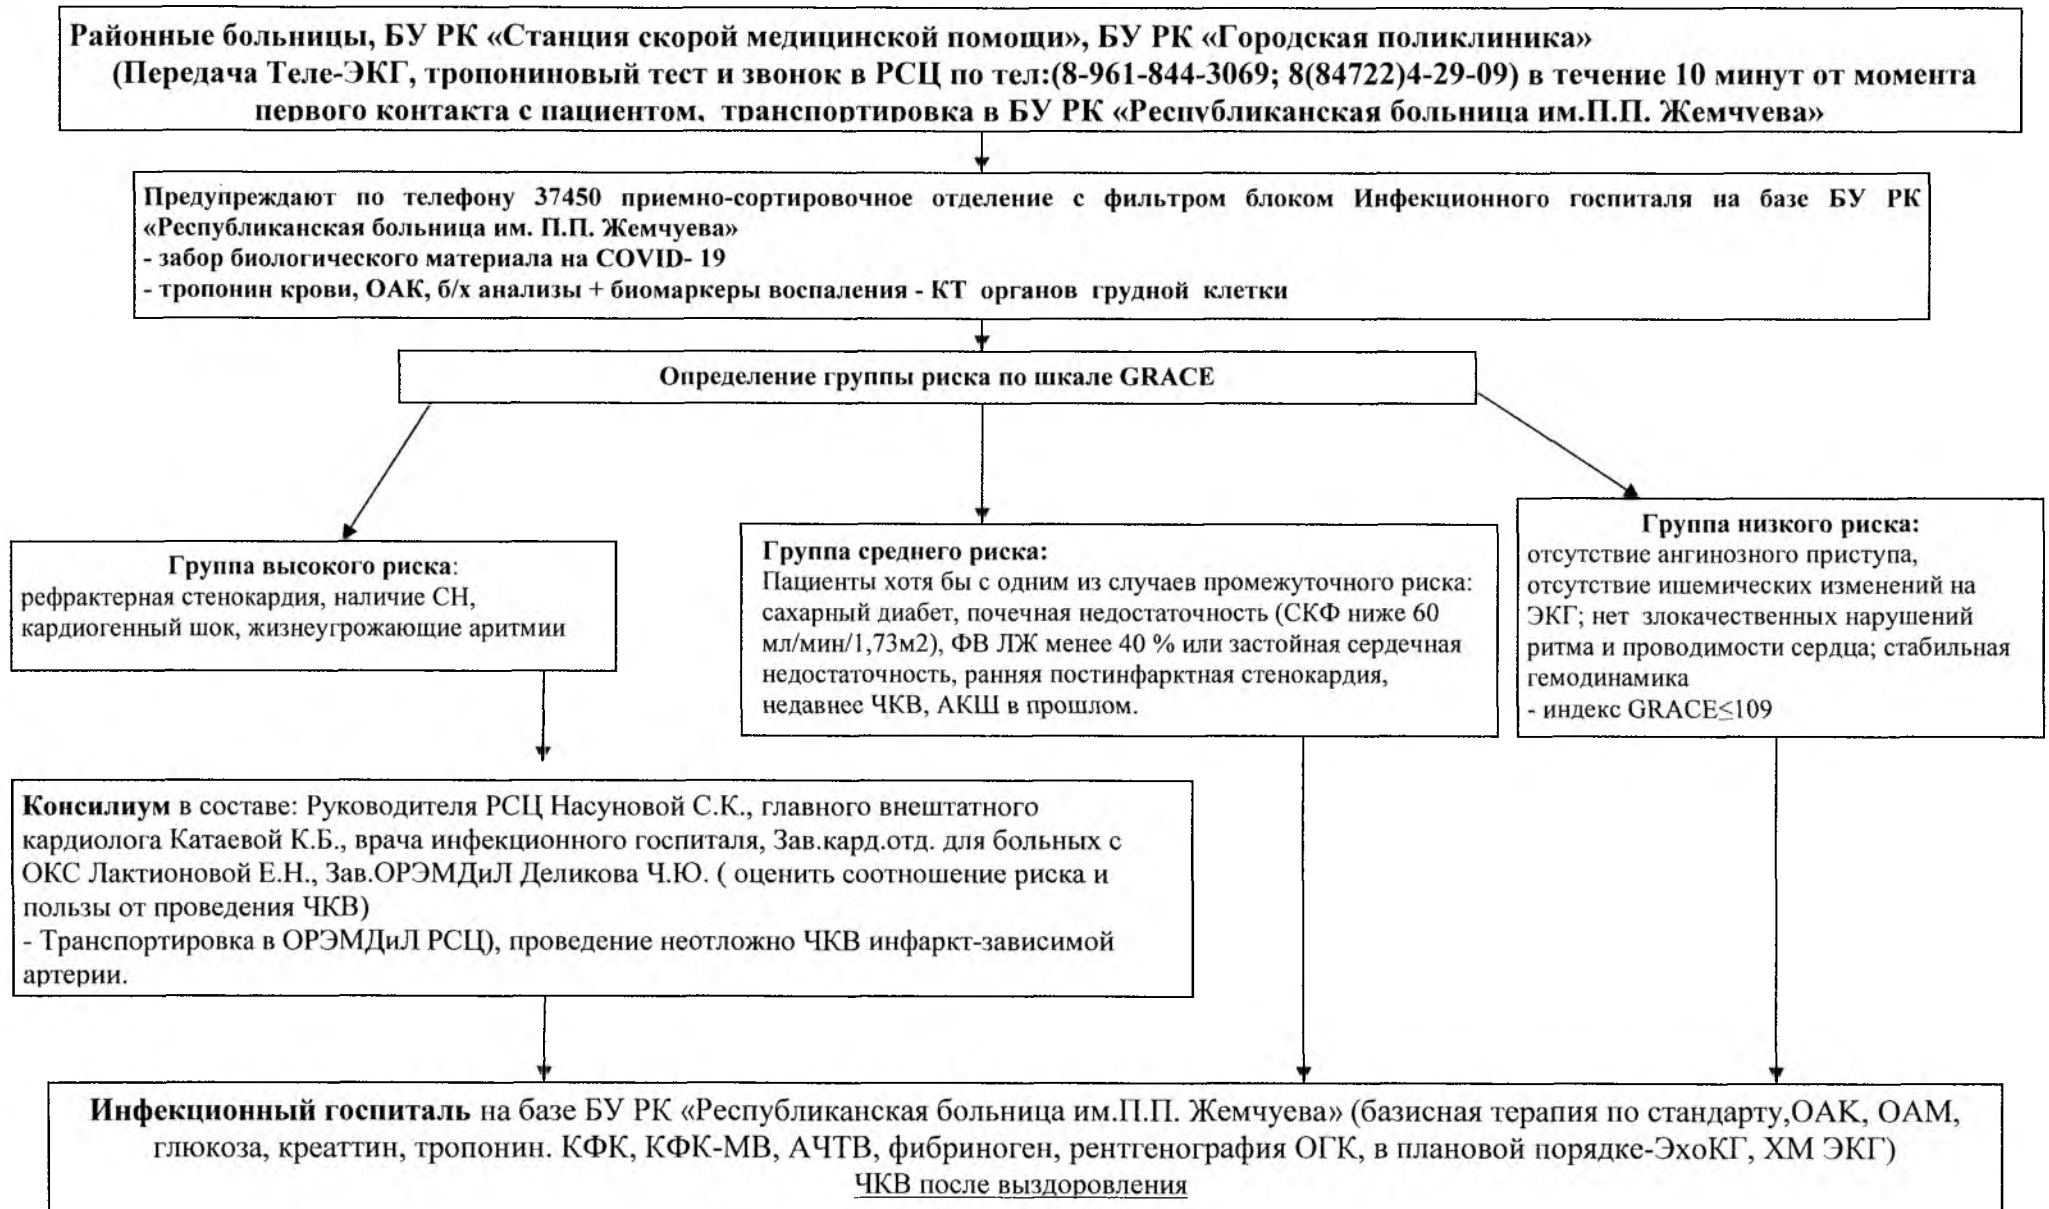 Районные больницы, БУ РК «Станция скорой медицинской помощи», БУ РК «Городская поликлиника»
(Передача Теле-ЭКГ, тропониновый тест и звонок в РСЦ по тел:(8-961-844-3069; 8(84722)4-29-09) в течение 10 минут от момента
первого контакта с пациентом, транспортировка в БУ РК «Республиканская больница им.П.П. Жемчуева»
Предупреждают по телефону 37450 приемно-сортировочное отделение с фильтром блоком Инфекционного госпиталя на базе БУ РК
«Республиканская больница им. П.П. Жемчуева»
- забор биологического материала на COVID- 19
- тропонин крови, ОАК, б/х анализы + биомаркеры воспаления - КТ органов грудной клетки
Определение группы риска по шкале GRACE
Группа высокого риска:
рефрактерная стенокардия, наличие СН,
кардиогенный шок, жизнеугрожающие аритмии
Группа среднего риска:
Пациенты хотя бы с одним из случаев промежуточного риска:
сахарный диабет, почечная недостаточность (СКФ ниже 60
мл/мин/1,73м2), ФВ ЛЖ менее 40 % или застойная сердечная
недостаточность, ранняя постинфарктная стенокардия,
недавнее ЧКВ, АКШ в прошлом.
Группа низкого риска:
отсутствие ангинозного приступа,
отсутствие ишемических изменений на
ЭКГ; нет злокачественных нарушений
ритма и проводимости сердца; стабильная
гемодинамика
- индекс GRACE≤109
Консилиум в составе: Руководителя РСЦ Насуновой С.К., главного внештатного
кардиолога Катаевой К.Б., врача инфекционного госпиталя, Зав.кард.отд. для больных с
ОКС Лактионовой Е.Н., Зав.ОРЭМДиЛ Деликова Ч.Ю. ( оценить соотношение риска и
пользы от проведения ЧКВ)
- Транспортировка в ОРЭМДиЛ РСЦ), проведение неотложно ЧКВ инфаркт-зависимой
артерии.
Инфекционный госпиталь на базе БУ РК «Республиканская больница им.П.П. Жемчуева» (базисная терапия по стандарту,ОАК, ОАМ,
глюкоза, креаттин, тропонин. КФК, КФК-МВ, АЧТВ, фибриноген, рентгенография ОГК, в плановой порядке-ЭхоКГ, ХМ ЭКГ)
ЧКВ после выздоровления